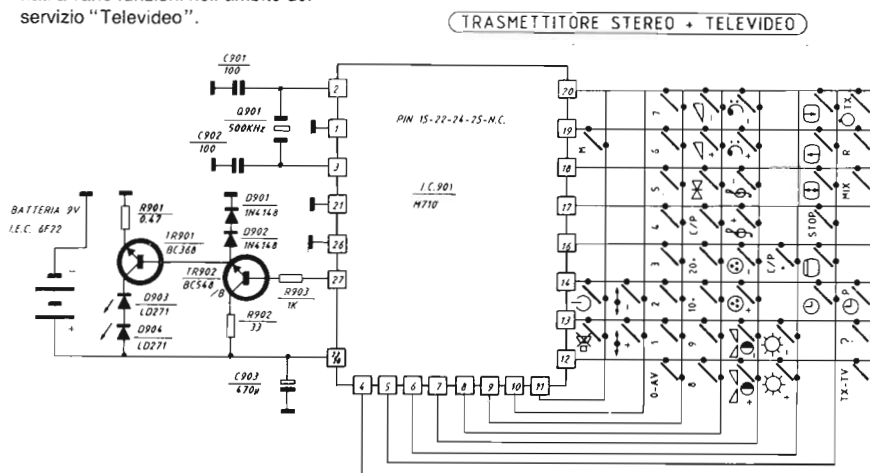 servizio "Televideo".
TRASMETTITORE STEREO + TELEVIDEO
C901
100
Q901
500KHz
C902
100
2
1
3
21
26
27
PIN 15-22-24-25-N.C.
I.C.901
M710
BATTERIA 9V
I.E.C. 6F22
-
+
R901
0.47
TR901
BC368
D901
1N4148
D902
1N4148
TR902
BC548
/B
R903
1K
R902
33
D903
LD271
D904
LD271
C903
470µ
4
5
6
7
8
9
10
11
20
19
18
17
16
14
13
12
M
7
6
5
4
3
2
1
0-AV
C/P
20-
10-
9
8
C/P
STOP
TX
R
MIX
P
?
TX-TV